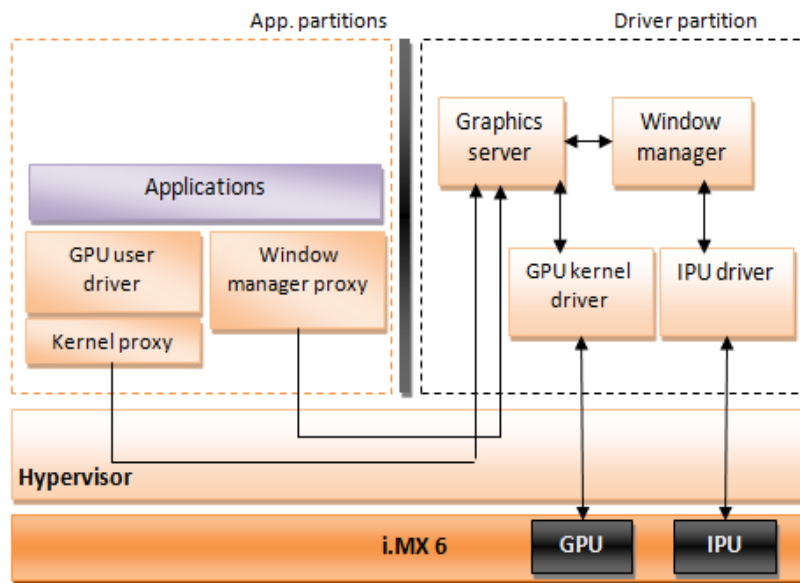 App. partitions
Driver partition
Graphics
server
Window
manager
Applications
GPU user
driver
Window
manager proxy
Kernel proxy
GPU kernel
driver
IPU driver
Hypervisor
i.MX 6
GPU
IPU